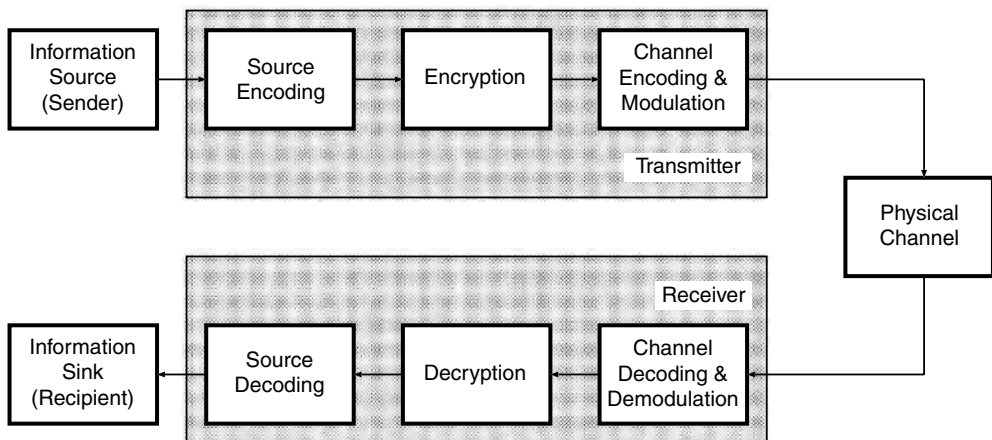 Information
Source
(Sender)
Source
Encoding
Encryption
Channel
Encoding &
Modulation
Transmitter
Physical
Channel
Receiver
Information
Sink
(Recipient)
Source
Decoding
Decryption
Channel
Decoding &
Demodulation